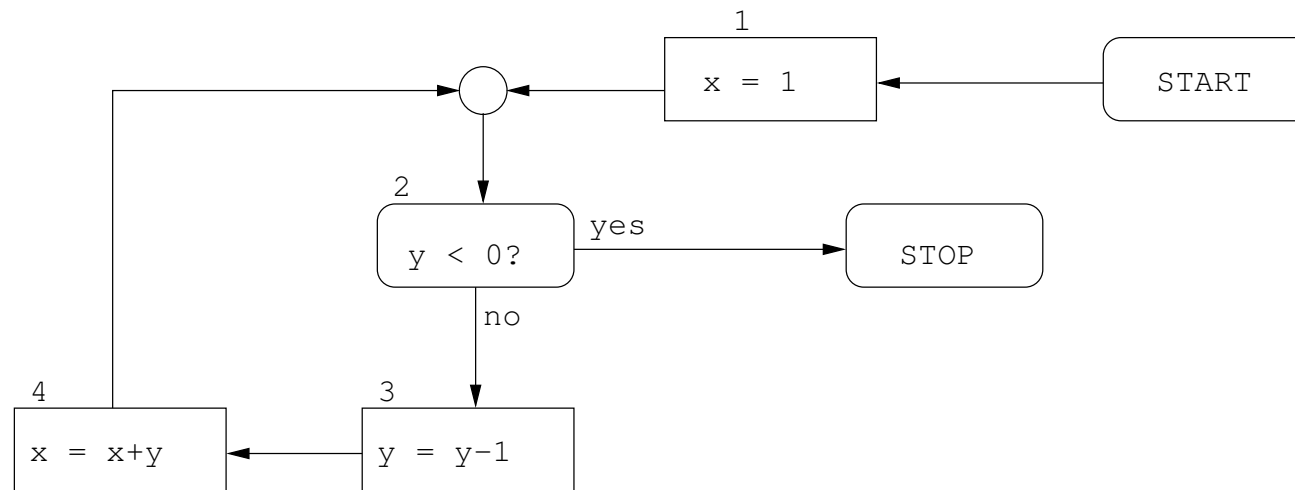 1
x = 1
START
2
y < 0?
yes
STOP
no
4
x = x+y
3
y = y-1